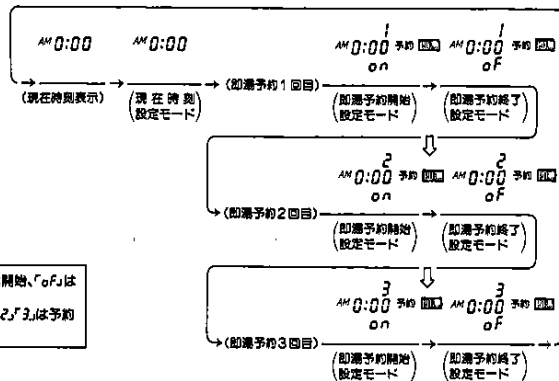 1 1
AM 0:00 AM 0:00 AM 0:00 予約 AM 0:00 予約
on oF
(現在時刻表示) (現在時刻設定モード) (即湯予約1回目) (即湯予約開始設定モード) (即湯予約終了設定モード)
2 2
AM 0:00 予約 AM 0:00 予約
on oF
(即湯予約2回目) (即湯予約開始設定モード) (即湯予約終了設定モード)
3 3
AM 0:00 予約 AM 0:00 予約
on oF
(即湯予約3回目) (即湯予約開始設定モード) (即湯予約終了設定モード)
開始、「oF」は
2」「3」は予約